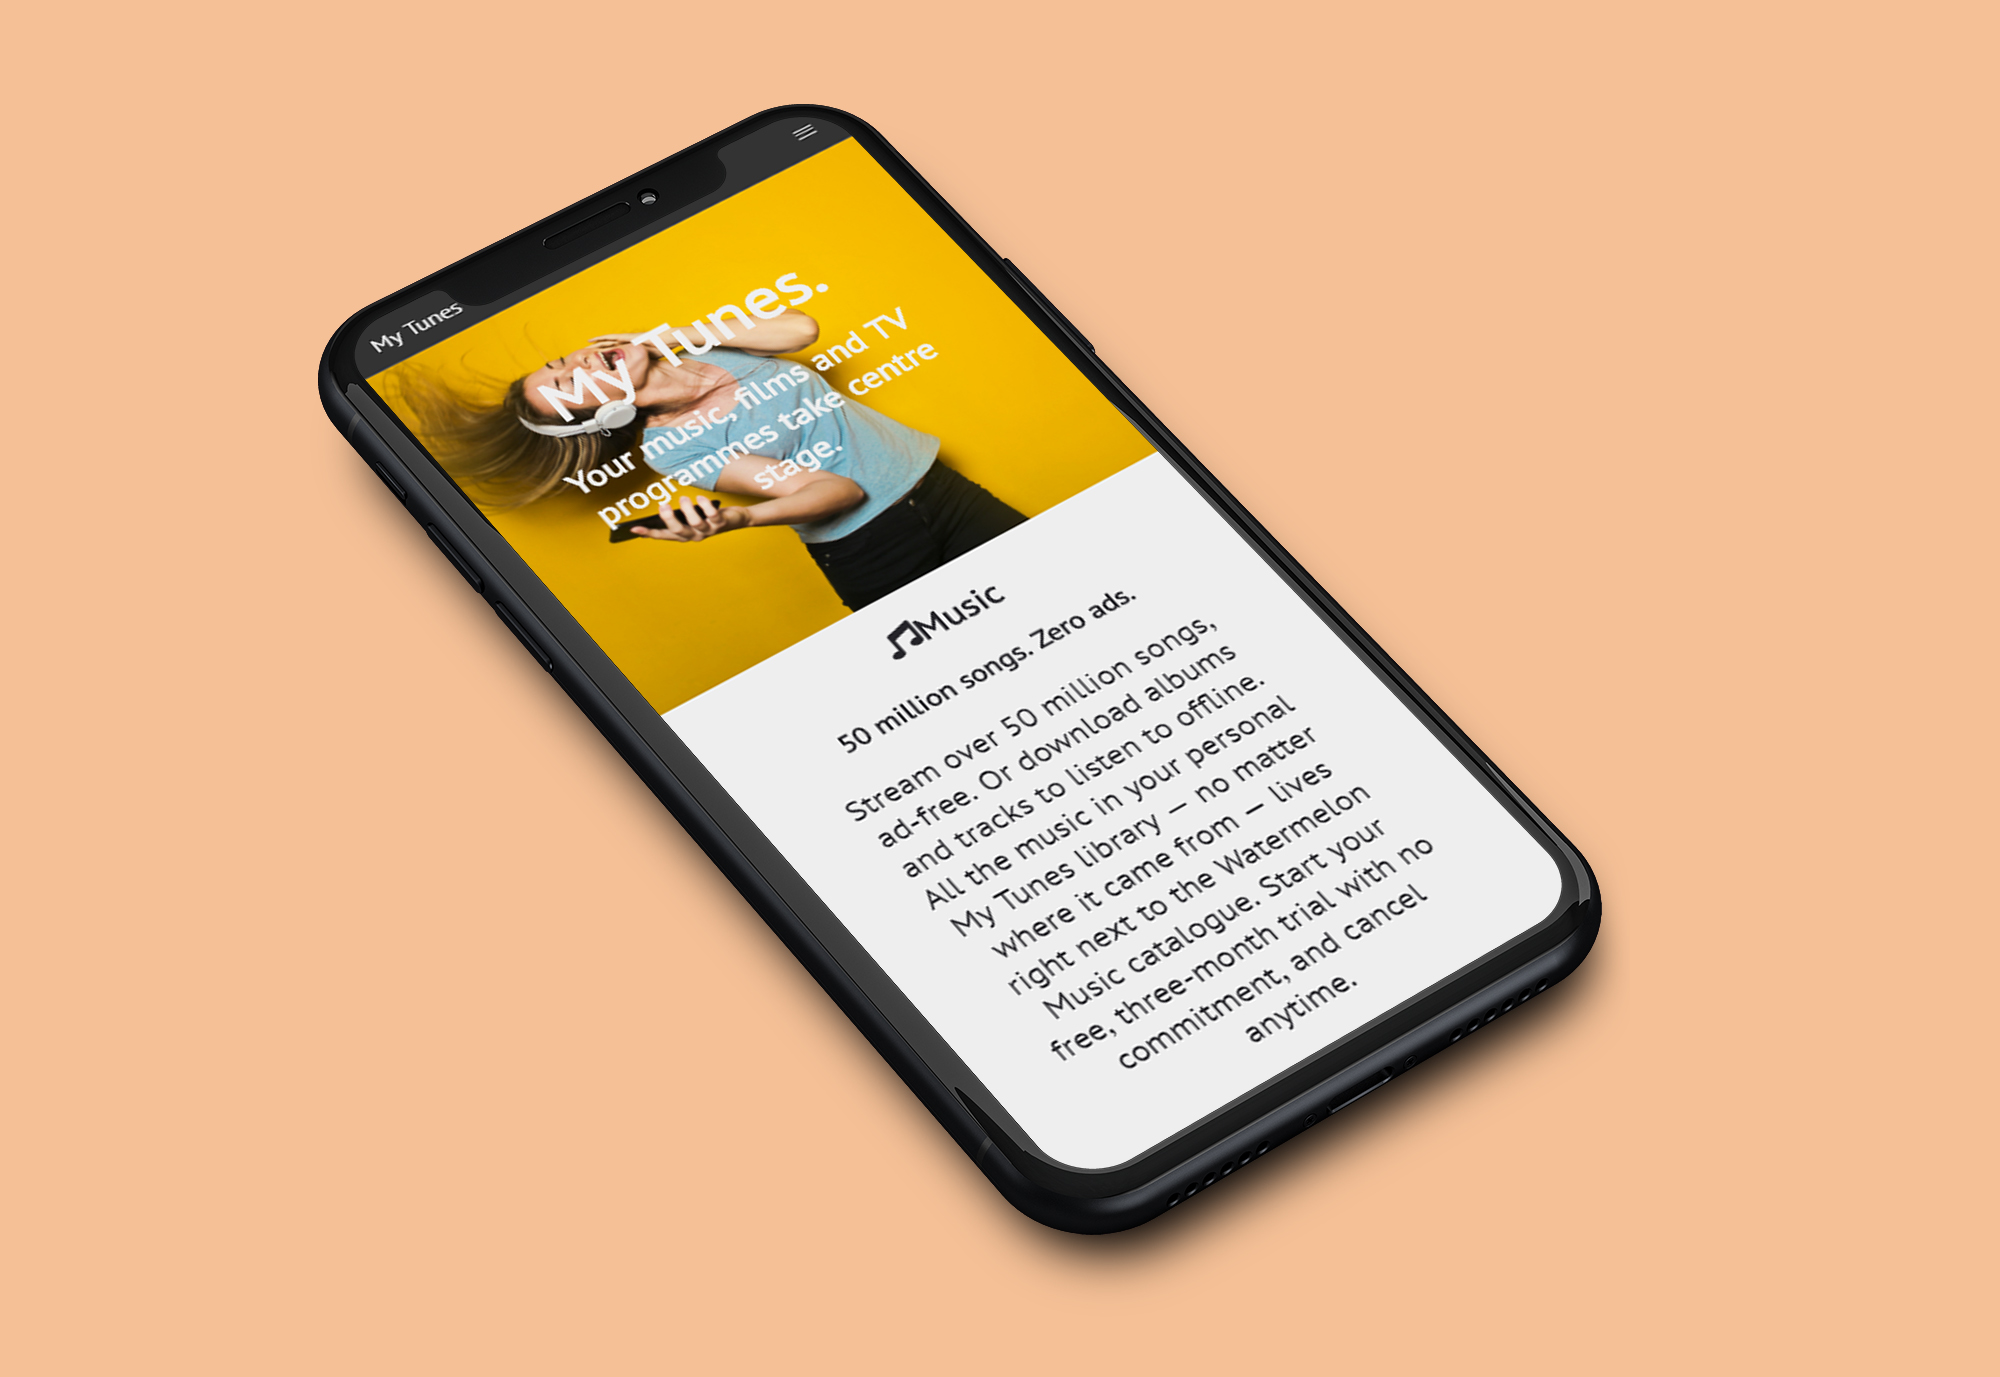 My Tunes
My Tunes.
Your music, films and TV
programmes take centre
stage.
Music
50 million songs. Zero ads.
Stream over 50 million songs,
ad-free. Or download albums
and tracks to listen to offline.
All the music in your personal
My Tunes library — no matter
where it came from — lives
right next to the Watermelon
Music catalogue. Start your
free, three-month trial with no
commitment, and cancel
anytime.